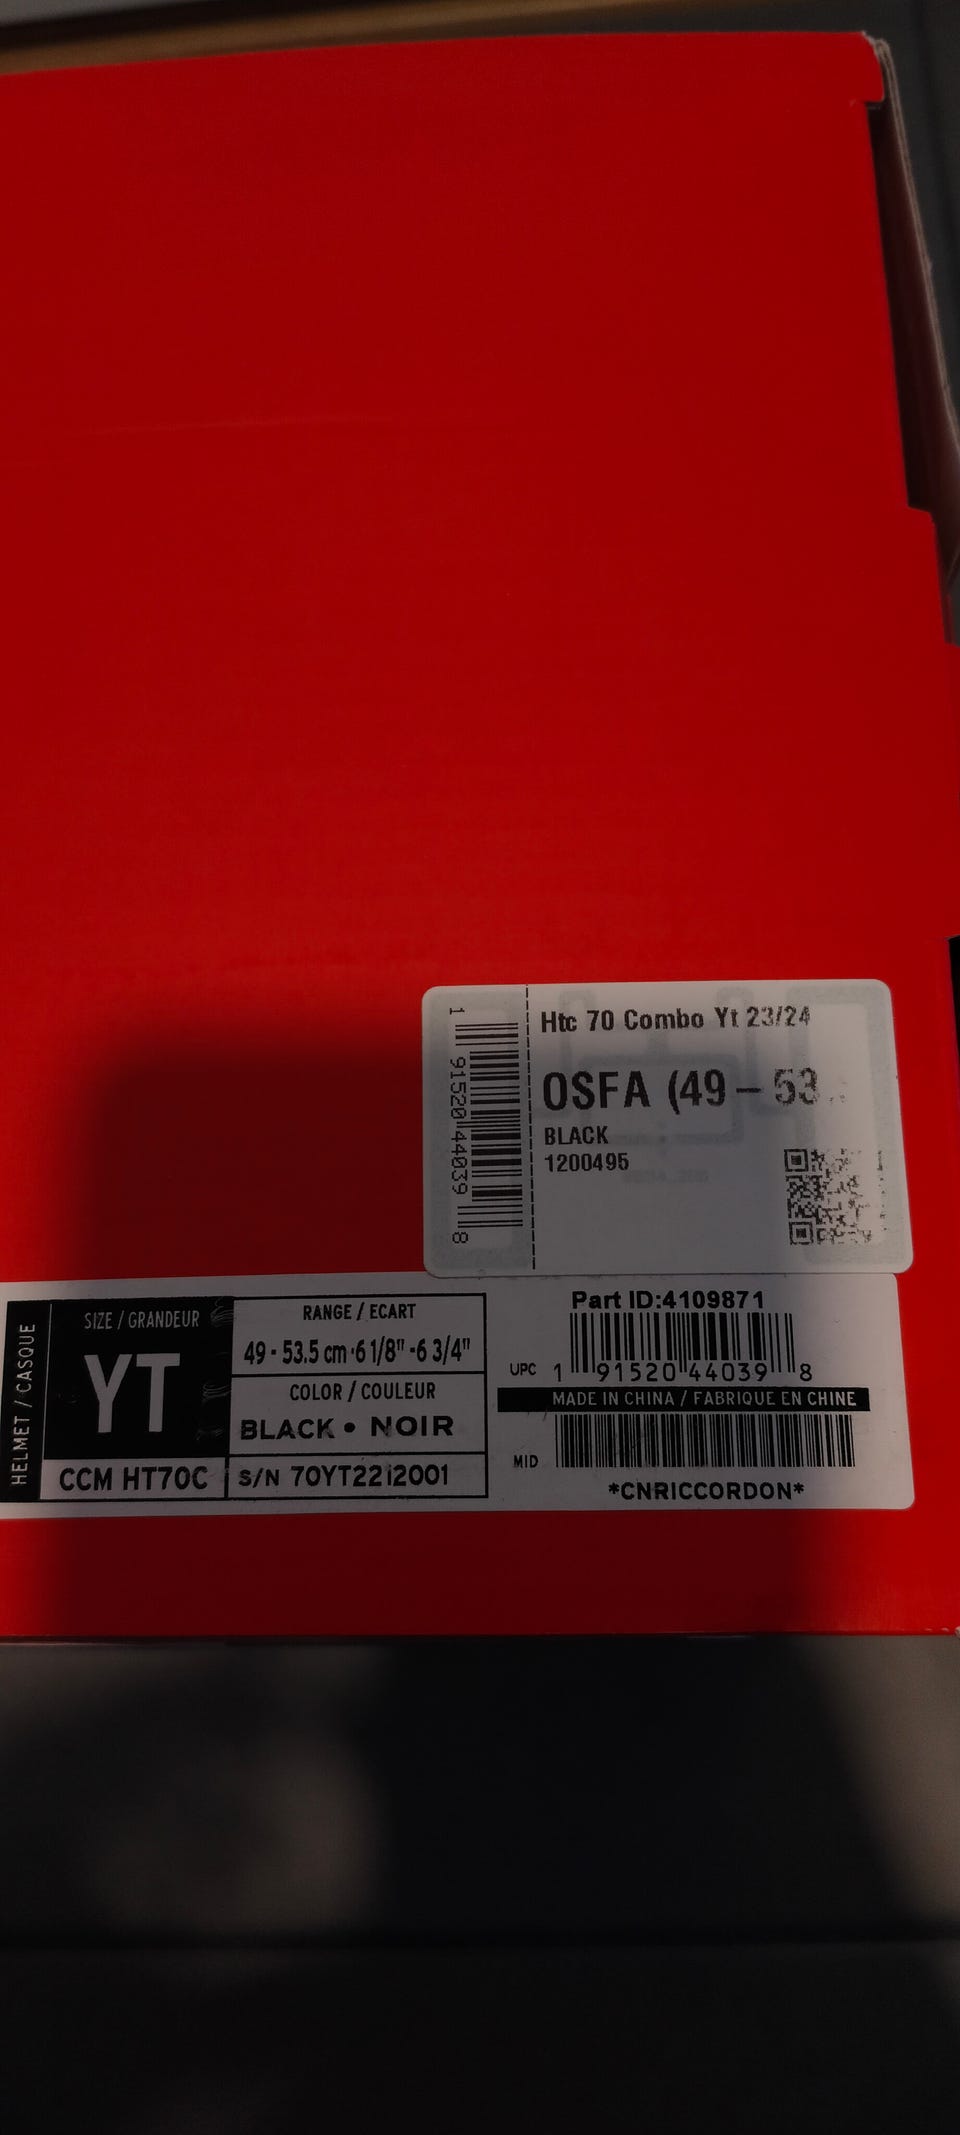 Htc 70 Combo Yt 23/24
OSFA (49 – 53
BLACK
1200495
1 91520 44039 8
HELMET / CASQUE
SIZE / GRANDEUR
YT
CCM HT70C
RANGE / ECART
49 - 53.5 cm · 6 1/8" - 6 3/4"
COLOR / COULEUR
BLACK • NOIR
S/N 70YT2212001
Part ID:4109871
UPC 1 91520 44039 8
MADE IN CHINA / FABRIQUE EN CHINE
MID
*CNRICCORDON*